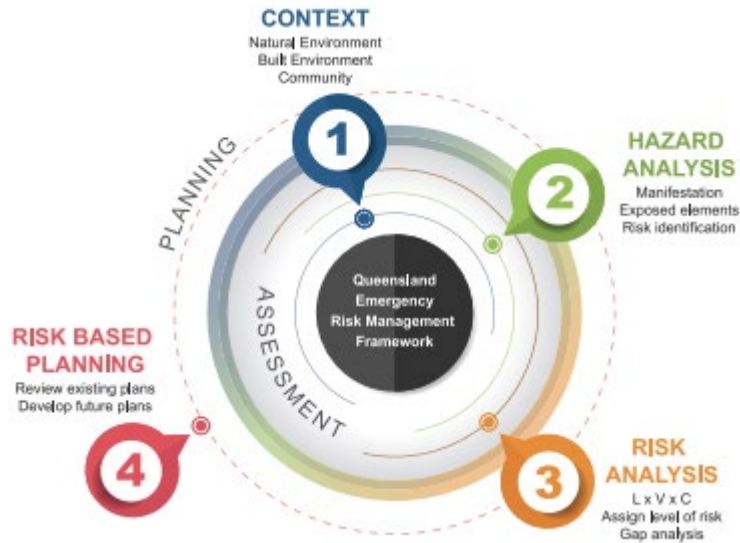 CONTEXT
Natural Environment
Built Environment
Community
1
HAZARD
ANALYSIS
Manifestation
Exposed elements
Risk identification
2
PLANNING
ASSESSMENT
Queensland
Emergency
Risk Management
Framework
RISK BASED
PLANNING
Review existing plans
Develop future plans
4
3
RISK
ANALYSIS
L x V x C
Assign level of risk
Gap analysis